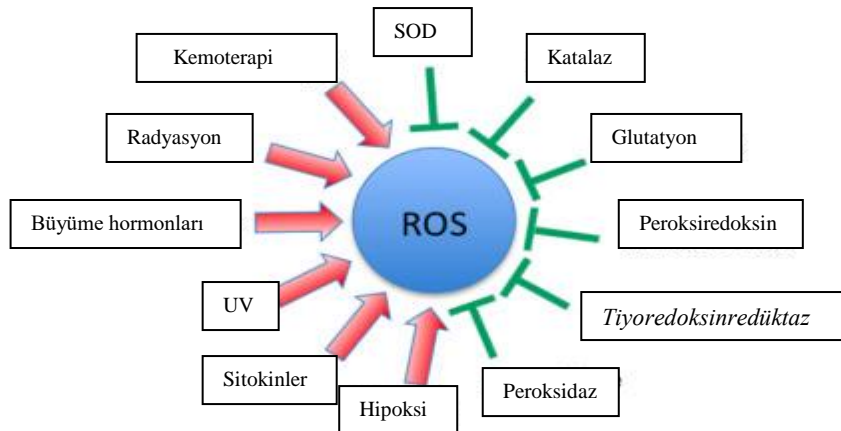 SOD
Kemoterapi
Katalaz
Radyasyon
Glutatyon
Büyüme hormonları
ROS
Peroksiredoksin
UV
Tiyoredoksinredüktaz
Sitokinler
Peroksidaz
Hipoksi